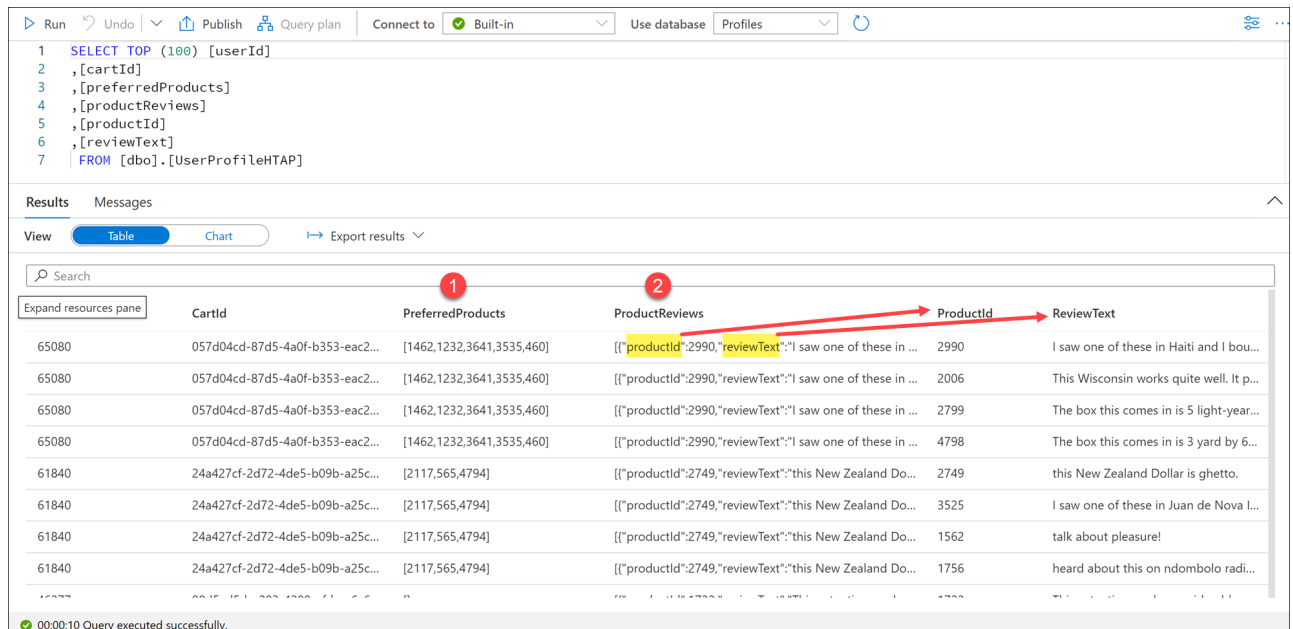 Run Undo Publish Query plan Connect to Built-in Use database Profiles
1 SELECT TOP (100) [userId]
2 ,[cartId]
3 ,[preferredProducts]
4 ,[productReviews]
5 ,[productId]
6 ,[reviewText]
7 FROM [dbo].[UserProfileHTAP]
Results Messages
View Table Chart Export results
Search
1 2
Expand resources pane CartId PreferredProducts ProductReviews ProductId ReviewText
65080 057d04cd-87d5-4a0f-b353-eac2... [1462,1232,3641,3535,460] [{"productId":2990,"reviewText":"I saw one of these in ... 2990 I saw one of these in Haiti and I bou...
65080 057d04cd-87d5-4a0f-b353-eac2... [1462,1232,3641,3535,460] [{"productId":2990,"reviewText":"I saw one of these in ... 2006 This Wisconsin works quite well. It p...
65080 057d04cd-87d5-4a0f-b353-eac2... [1462,1232,3641,3535,460] [{"productId":2990,"reviewText":"I saw one of these in ... 2799 The box this comes in is 5 light-year...
65080 057d04cd-87d5-4a0f-b353-eac2... [1462,1232,3641,3535,460] [{"productId":2990,"reviewText":"I saw one of these in ... 4798 The box this comes in is 3 yard by 6...
61840 24a427cf-2d72-4de5-b09b-a25c... [2117,565,4794] [{"productId":2749,"reviewText":"this New Zealand Do... 2749 this New Zealand Dollar is ghetto.
61840 24a427cf-2d72-4de5-b09b-a25c... [2117,565,4794] [{"productId":2749,"reviewText":"this New Zealand Do... 3525 I saw one of these in Juan de Nova I...
61840 24a427cf-2d72-4de5-b09b-a25c... [2117,565,4794] [{"productId":2749,"reviewText":"this New Zealand Do... 1562 talk about pleasure!
61840 24a427cf-2d72-4de5-b09b-a25c... [2117,565,4794] [{"productId":2749,"reviewText":"this New Zealand Do... 1756 heard about this on ndombolo radi...
00:00:10 Query executed successfully.